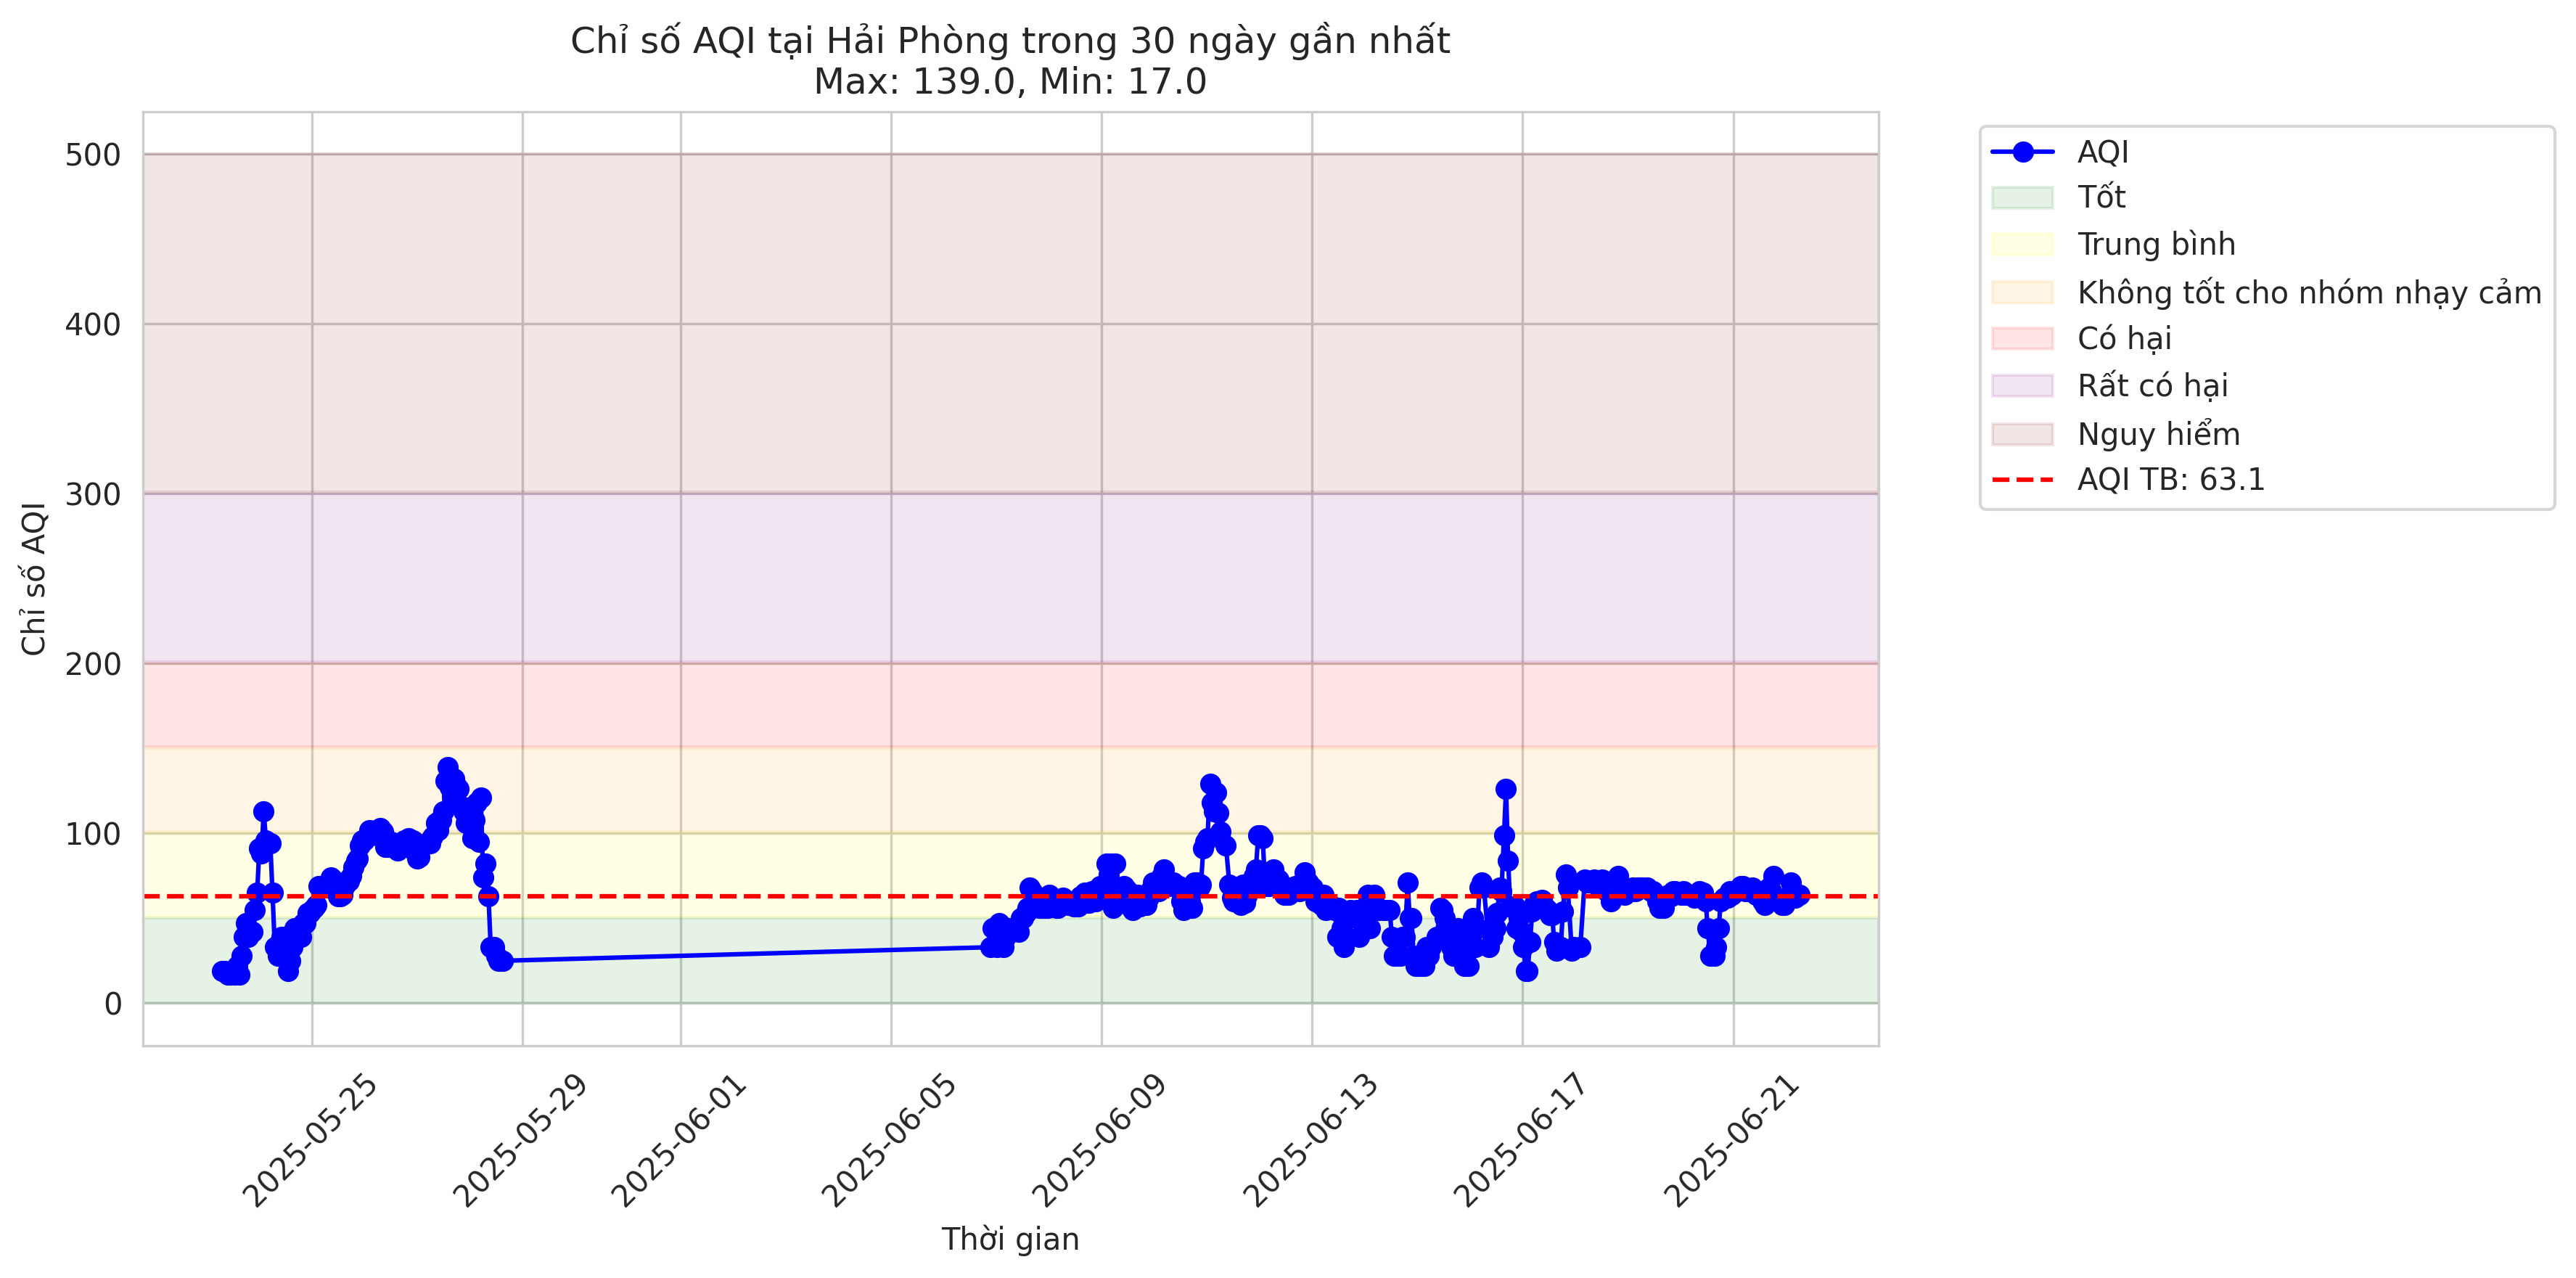 Chỉ số AQI tại Hải Phòng trong 30 ngày gần nhất
Max: 139.0, Min: 17.0
Chỉ số AQI
500
400
300
200
100
0
2025-05-25
2025-05-29
2025-06-01
2025-06-05
2025-06-09
2025-06-13
2025-06-17
2025-06-21
Thời gian
AQI
Tốt
Trung bình
Không tốt cho nhóm nhạy cảm
Có hại
Rất có hại
Nguy hiểm
AQI TB: 63.1